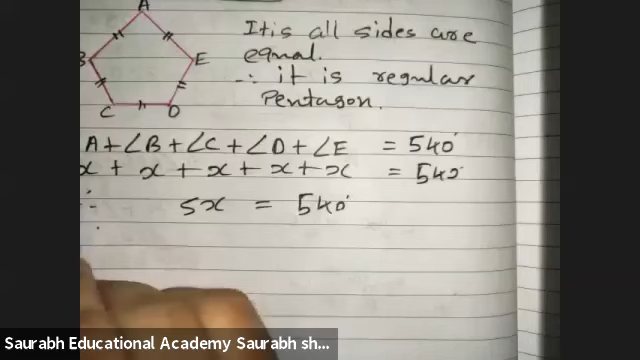 A
B
E
C
D
It is all sides are
equal.
∴ it is regular
Pentagon.
A+∠B+∠C+∠D+∠E = 540°
x + x + x + x + x = 540°
∴ 5x = 540°
Saurabh Educational Academy Saurabh sh...